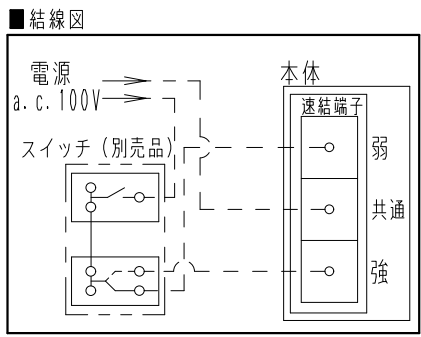 ■結線図
電源
a.c.100V
本体
速結端子
スイッチ(別売品)
弱
共通
強